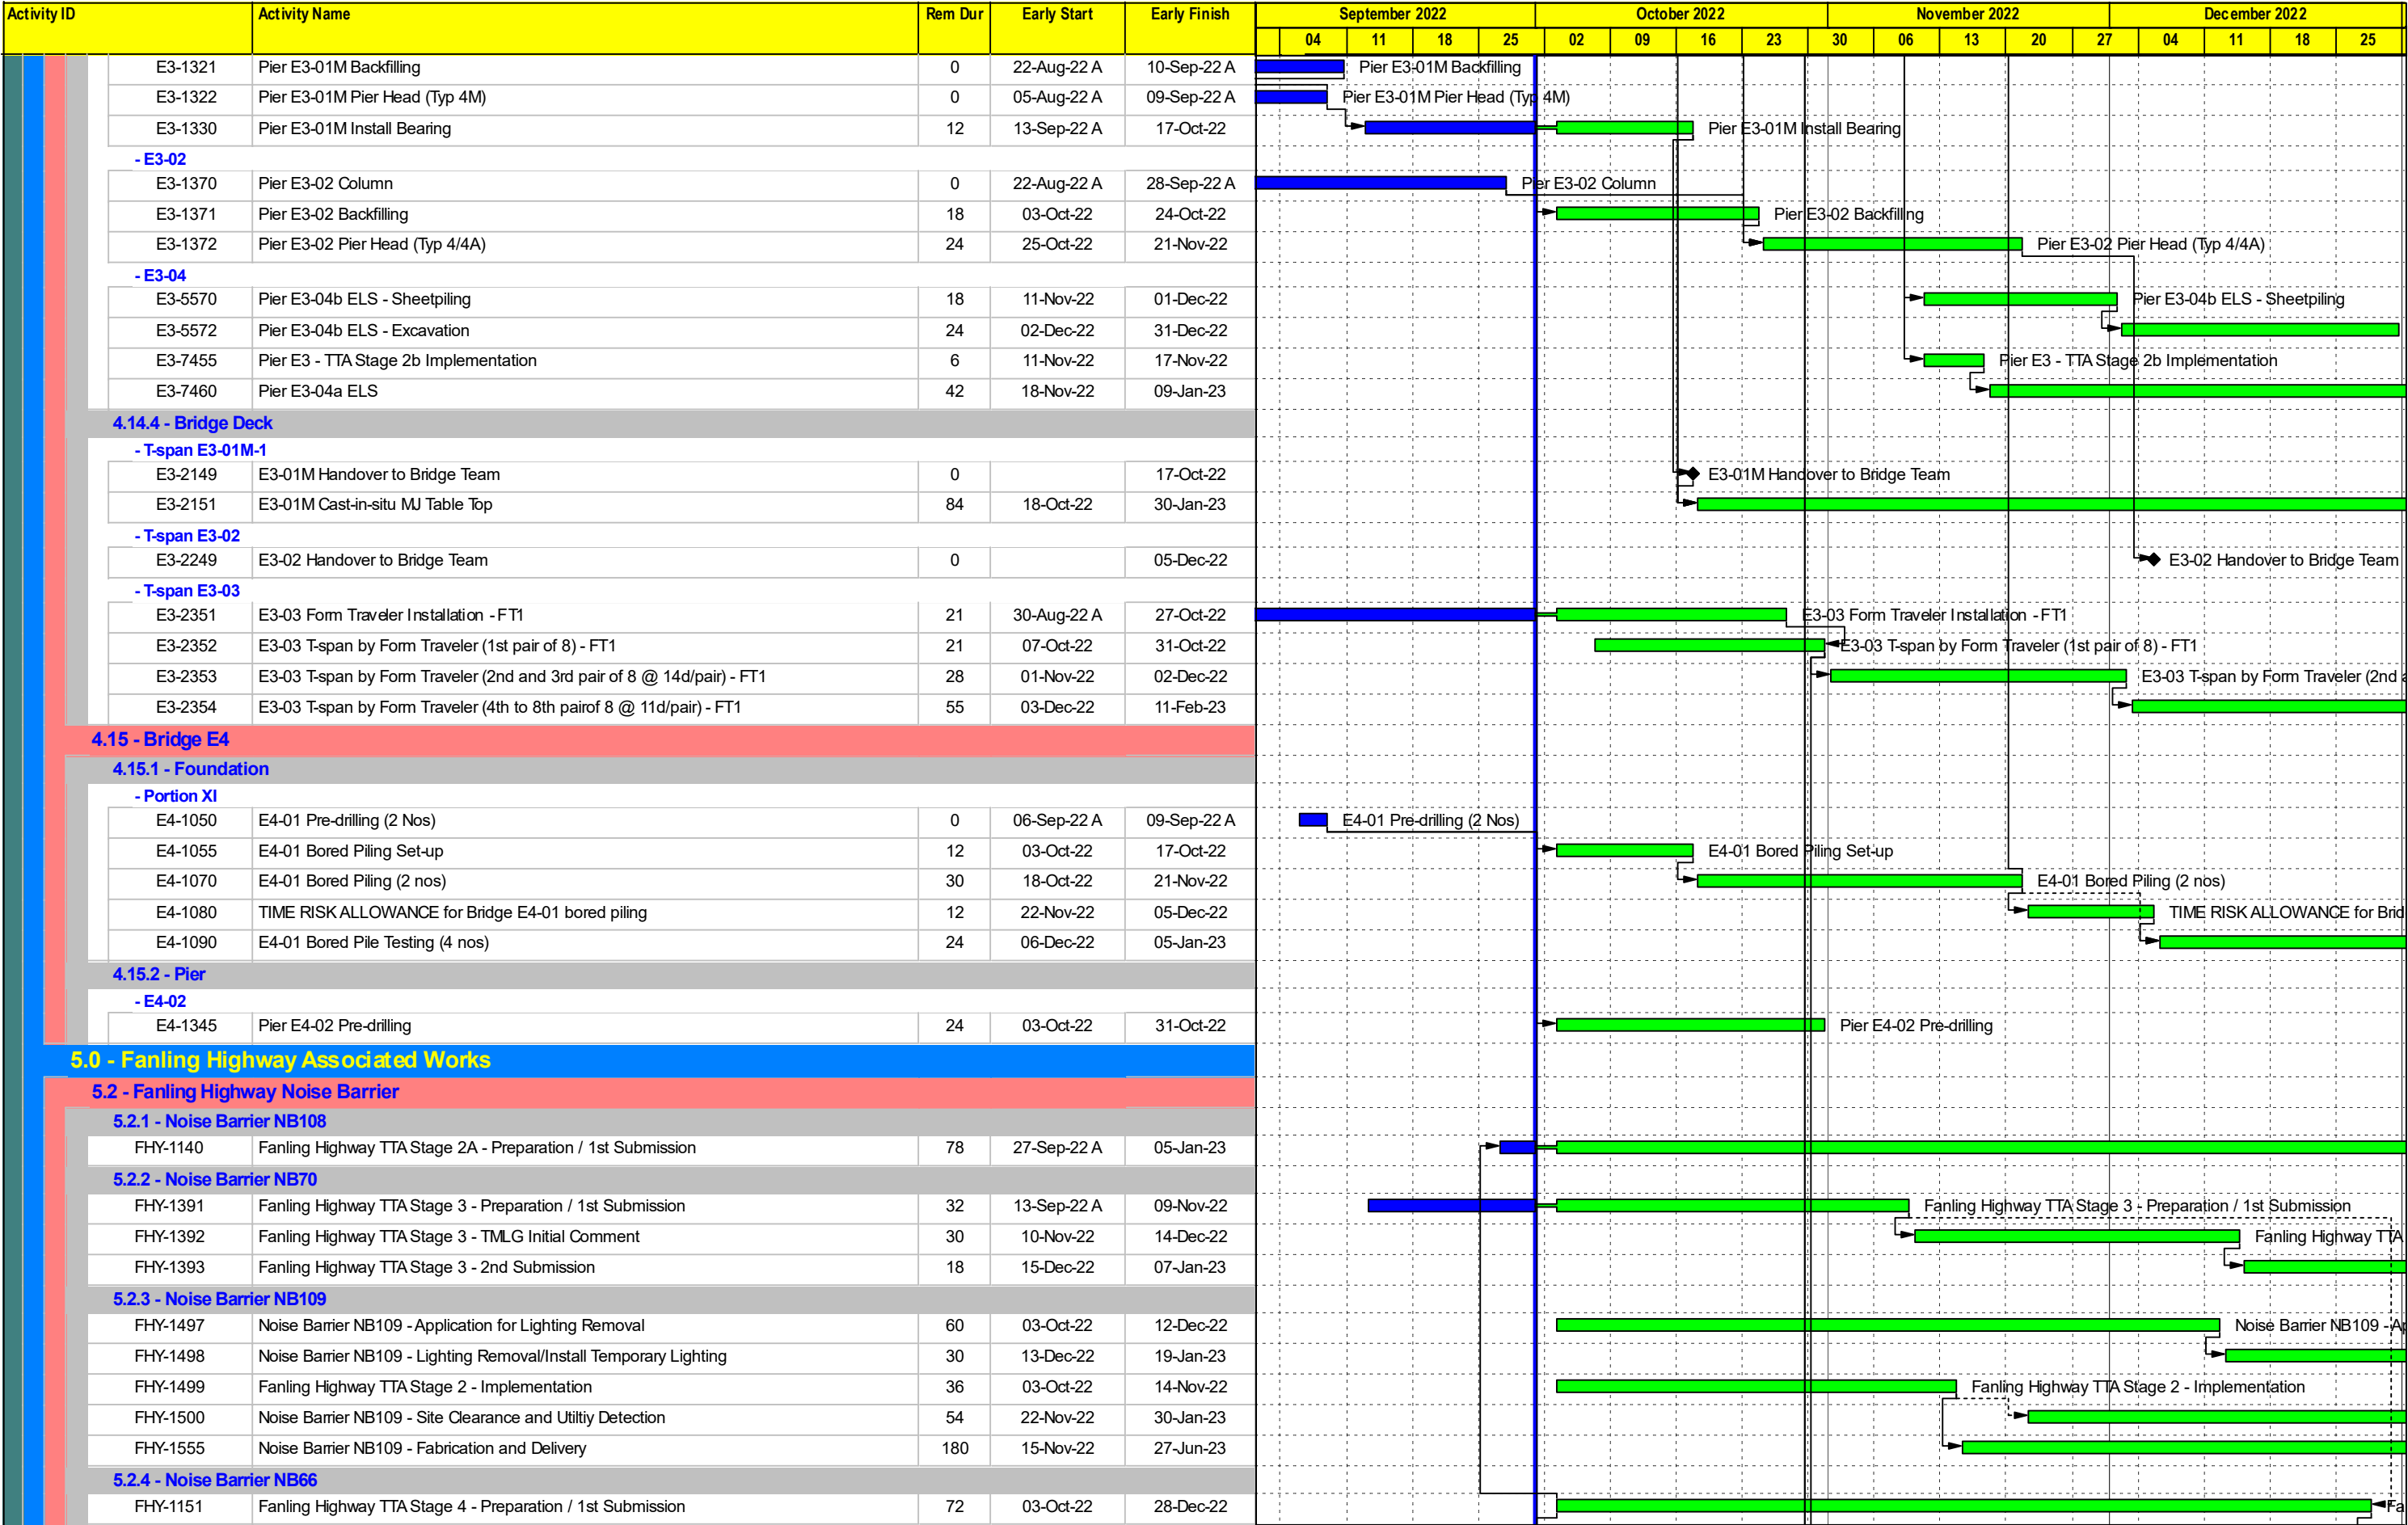 Activity ID Activity Name Rem Dur Early Start Early Finish September 2022 October 2022 November 2022 December 2022
04 11 18 25 02 09 16 23 30 06 13 20 27 04 11 18 25
E3-1321 Pier E3-01M Backfilling 0 22-Aug-22 A 10-Sep-22 A Pier E3-01M Backfilling
E3-1322 Pier E3-01M Pier Head (Typ 4M) 0 05-Aug-22 A 09-Sep-22 A Pier E3-01M Pier Head (Typ 4M)
E3-1330 Pier E3-01M Install Bearing 12 13-Sep-22 A 17-Oct-22 Pier E3-01M Install Bearing
- E3-02
E3-1370 Pier E3-02 Column 0 22-Aug-22 A 28-Sep-22 A Pier E3-02 Column
E3-1371 Pier E3-02 Backfilling 18 03-Oct-22 24-Oct-22 Pier E3-02 Backfilling
E3-1372 Pier E3-02 Pier Head (Typ 4/4A) 24 25-Oct-22 21-Nov-22 Pier E3-02 Pier Head (Typ 4/4A)
- E3-04
E3-5570 Pier E3-04b ELS - Sheetpiling 18 11-Nov-22 01-Dec-22 Pier E3-04b ELS - Sheetpiling
E3-5572 Pier E3-04b ELS - Excavation 24 02-Dec-22 31-Dec-22
E3-7455 Pier E3 - TTA Stage 2b Implementation 6 11-Nov-22 17-Nov-22 Pier E3 - TTA Stage 2b Implementation
E3-7460 Pier E3-04a ELS 42 18-Nov-22 09-Jan-23
4.14.4 - Bridge Deck
- T-span E3-01M-1
E3-2149 E3-01M Handover to Bridge Team 0 17-Oct-22 E3-01M Handover to Bridge Team
E3-2151 E3-01M Cast-in-situ MJ Table Top 84 18-Oct-22 30-Jan-23
- T-span E3-02
E3-2249 E3-02 Handover to Bridge Team 0 05-Dec-22 E3-02 Handover to Bridge Team
- T-span E3-03
E3-2351 E3-03 Form Traveler Installation - FT1 21 30-Aug-22 A 27-Oct-22 E3-03 Form Traveler Installation - FT1
E3-2352 E3-03 T-span by Form Traveler (1st pair of 8) - FT1 21 07-Oct-22 31-Oct-22 E3-03 T-span by Form Traveler (1st pair of 8) - FT1
E3-2353 E3-03 T-span by Form Traveler (2nd and 3rd pair of 8 @ 14d/pair) - FT1 28 01-Nov-22 02-Dec-22 E3-03 T-span by Form Traveler (2nd a
E3-2354 E3-03 T-span by Form Traveler (4th to 8th pairof 8 @ 11d/pair) - FT1 55 03-Dec-22 11-Feb-23
4.15 - Bridge E4
4.15.1 - Foundation
- Portion XI
E4-1050 E4-01 Pre-drilling (2 Nos) 0 06-Sep-22 A 09-Sep-22 A E4-01 Pre-drilling (2 Nos)
E4-1055 E4-01 Bored Piling Set-up 12 03-Oct-22 17-Oct-22 E4-01 Bored Piling Set-up
E4-1070 E4-01 Bored Piling (2 nos) 30 18-Oct-22 21-Nov-22 E4-01 Bored Piling (2 nos)
E4-1080 TIME RISK ALLOWANCE for Bridge E4-01 bored piling 12 22-Nov-22 05-Dec-22 TIME RISK ALLOWANCE for Brid
E4-1090 E4-01 Bored Pile Testing (4 nos) 24 06-Dec-22 05-Jan-23
4.15.2 - Pier
- E4-02
E4-1345 Pier E4-02 Pre-drilling 24 03-Oct-22 31-Oct-22 Pier E4-02 Pre-drilling
5.0 - Fanling Highway Associated Works
5.2 - Fanling Highway Noise Barrier
5.2.1 - Noise Barrier NB108
FHY-1140 Fanling Highway TTA Stage 2A - Preparation / 1st Submission 78 27-Sep-22 A 05-Jan-23
5.2.2 - Noise Barrier NB70
FHY-1391 Fanling Highway TTA Stage 3 - Preparation / 1st Submission 32 13-Sep-22 A 09-Nov-22 Fanling Highway TTA Stage 3 - Preparation / 1st Submission
FHY-1392 Fanling Highway TTA Stage 3 - TMLG Initial Comment 30 10-Nov-22 14-Dec-22 Fanling Highway TTA
FHY-1393 Fanling Highway TTA Stage 3 - 2nd Submission 18 15-Dec-22 07-Jan-23
5.2.3 - Noise Barrier NB109
FHY-1497 Noise Barrier NB109 - Application for Lighting Removal 60 03-Oct-22 12-Dec-22 Noise Barrier NB109 - Ap
FHY-1498 Noise Barrier NB109 - Lighting Removal/Install Temporary Lighting 30 13-Dec-22 19-Jan-23
FHY-1499 Fanling Highway TTA Stage 2 - Implementation 36 03-Oct-22 14-Nov-22 Fanling Highway TTA Stage 2 - Implementation
FHY-1500 Noise Barrier NB109 - Site Clearance and Utiltiy Detection 54 22-Nov-22 30-Jan-23
FHY-1555 Noise Barrier NB109 - Fabrication and Delivery 180 15-Nov-22 27-Jun-23
5.2.4 - Noise Barrier NB66
FHY-1151 Fanling Highway TTA Stage 4 - Preparation / 1st Submission 72 03-Oct-22 28-Dec-22 Fa